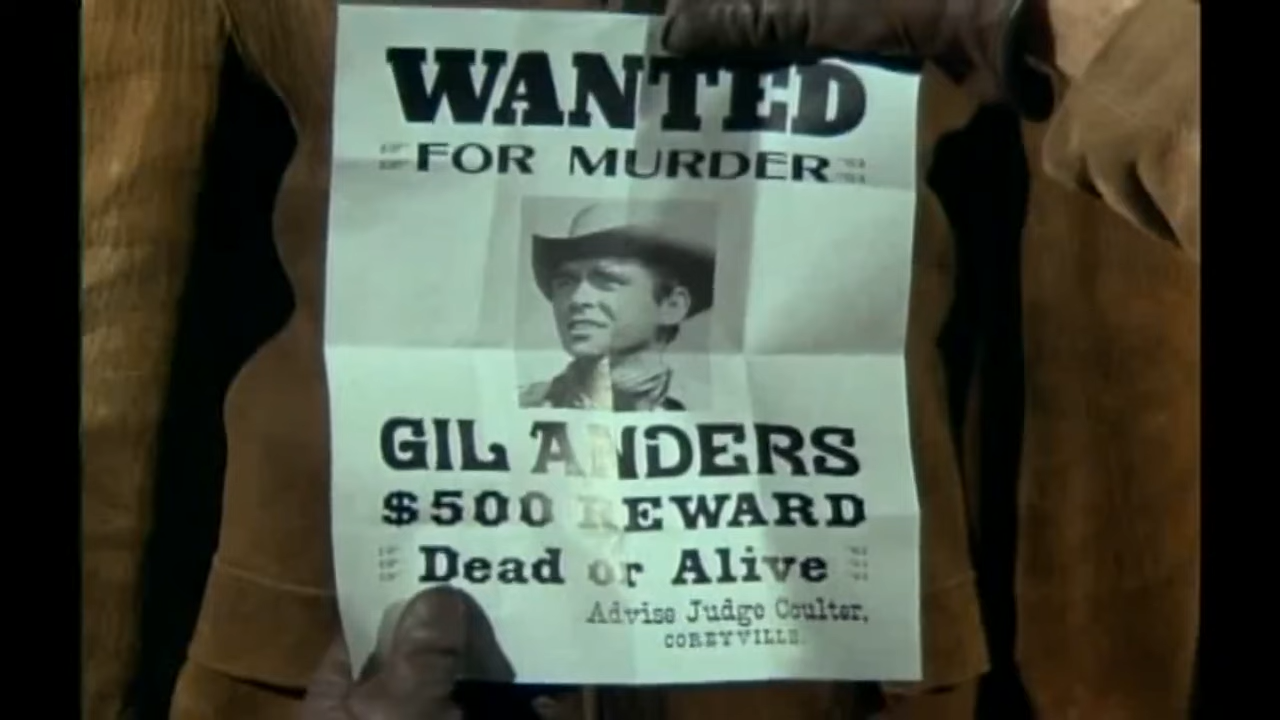 WANTED
FOR MURDER
GIL ANDERS
$500 REWARD
Dead or Alive
Advise Judge Coulter,
COREYVILLE.